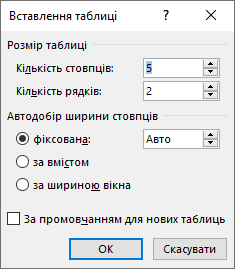 Вставлення таблиці ? ×
Розмір таблиці
Кількість стовпців: 5
Кількість рядків: 2
Автодобір ширини стовпців
фіксована: Авто
за вмістом
за шириною вікна
За промовчанням для нових таблиць
ОК Скасувати